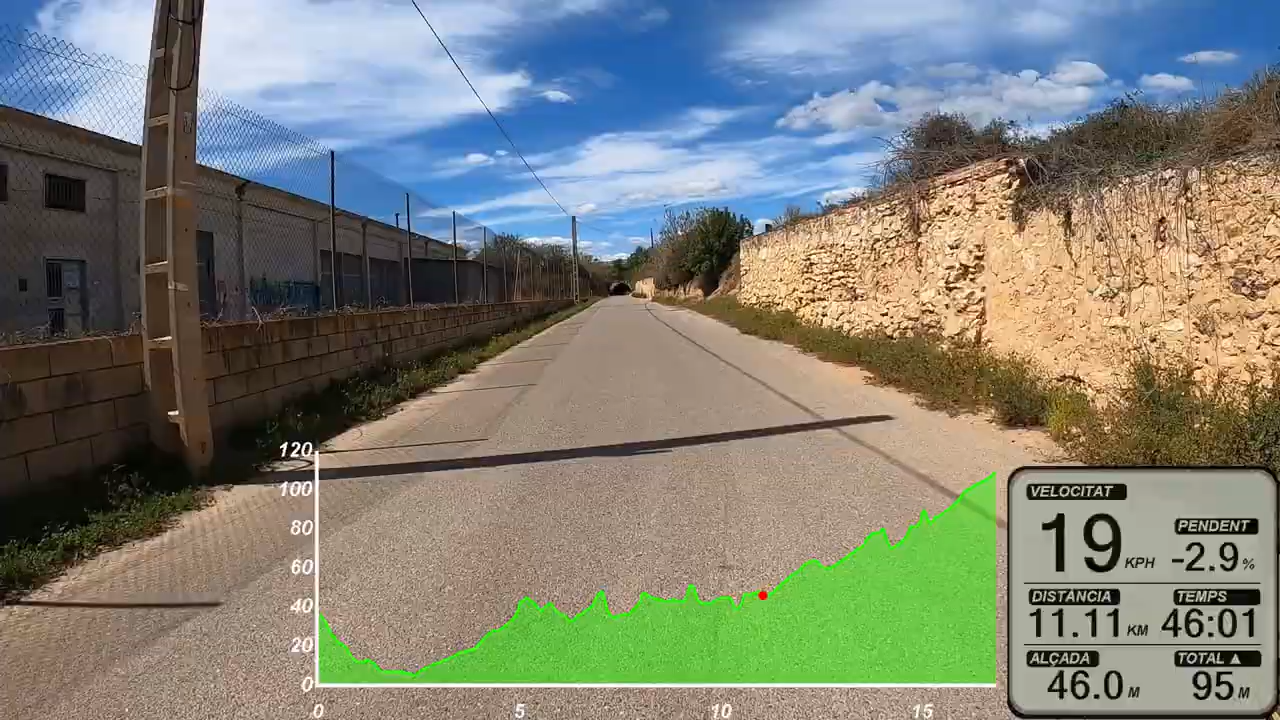 120
100
80
60
40
20
0
0 5 10 15
VELOCITAT
19 KPH
PENDENT
-2.9 %
DISTÀNCIA
11.11 KM
TEMPS
46:01
ALÇADA
46.0 M
TOTAL ▲
95 M